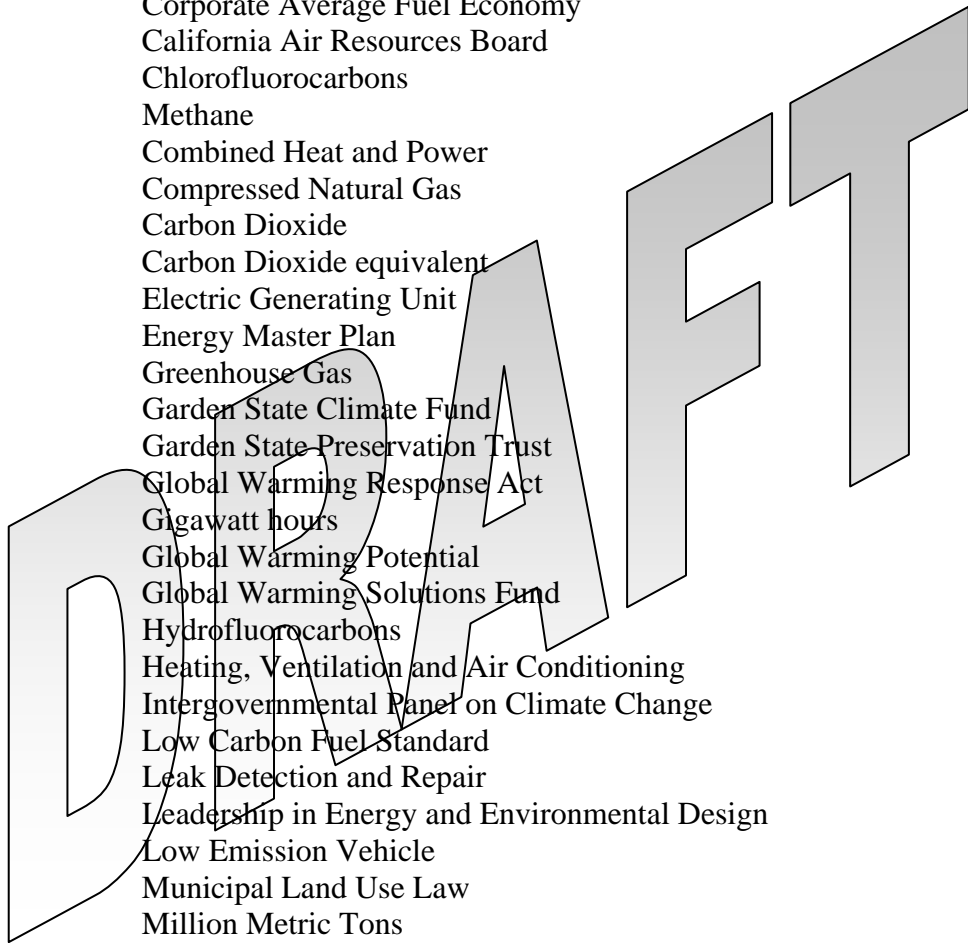 Corporate Average Fuel Economy
California Air Resources Board
Chlorofluorocarbons
Methane
Combined Heat and Power
Compressed Natural Gas
Carbon Dioxide
Carbon Dioxide equivalent
Electric Generating Unit
Energy Master Plan
Greenhouse Gas
Garden State Climate Fund
Garden State Preservation Trust
Global Warming Response Act
Gigawatt hours
Global Warming Potential
Global Warming Solutions Fund
Hydrofluorocarbons
Heating, Ventilation and Air Conditioning
Intergovernmental Panel on Climate Change
Low Carbon Fuel Standard
Leak Detection and Repair
Leadership in Energy and Environmental Design
Low Emission Vehicle
Municipal Land Use Law
Million Metric Tons
DRAFT